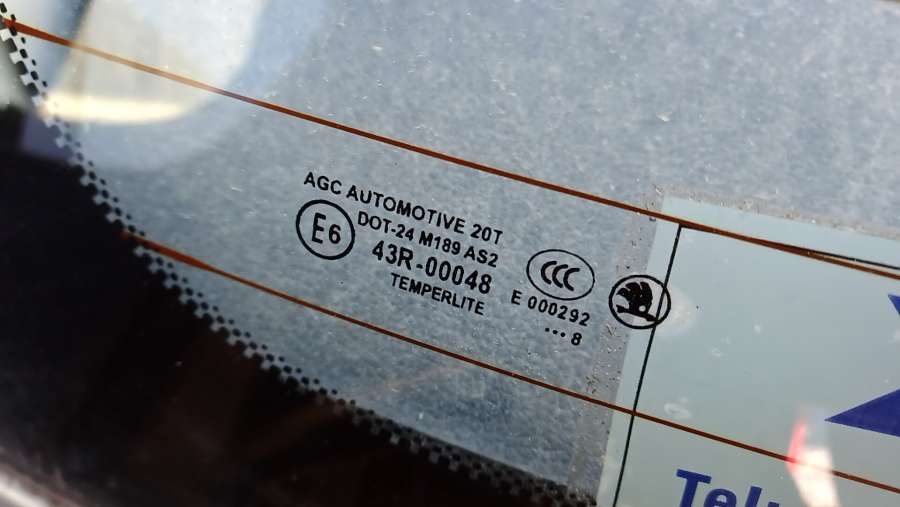 AGC AUTOMOTIVE 20T
E6
DOT-24 M189 AS2
43R-00048
TEMPERLITE
CCC
E 000292
... 8